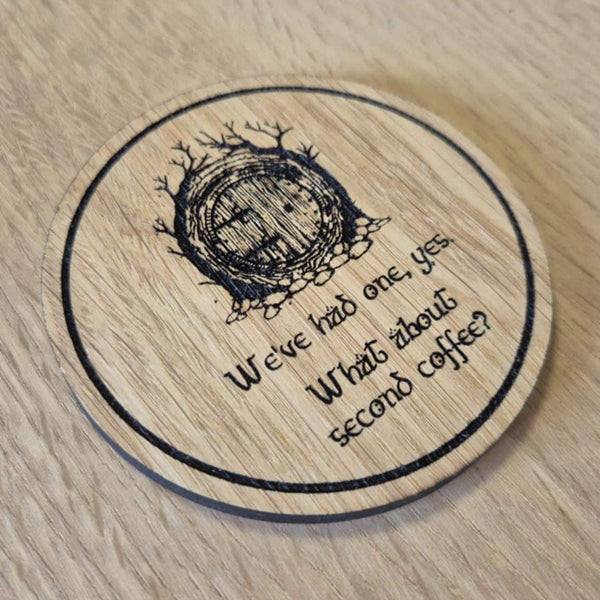 We've had one, yes.
What about
second coffee?